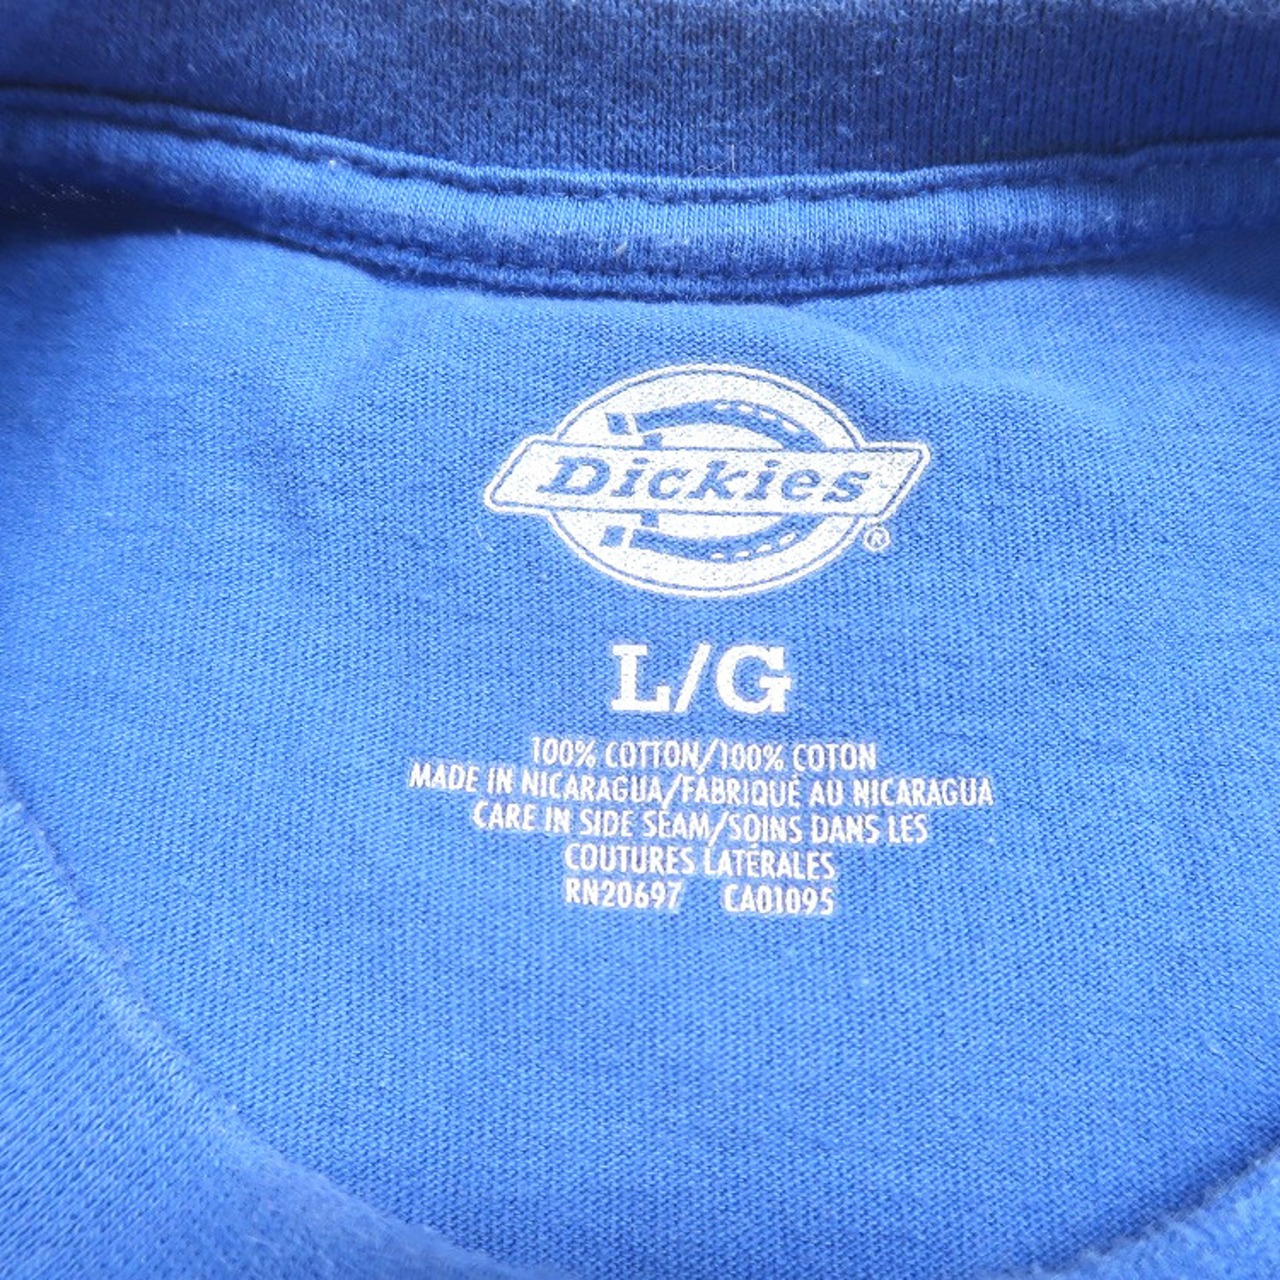 Dickies
®
L/G
100% COTTON/100% COTON
MADE IN NICARAGUA/FABRIQUÉ AU NICARAGUA
CARE IN SIDE SEAM/SOINS DANS LES
COUTURES LATÉRALES
RN20697 CA01095